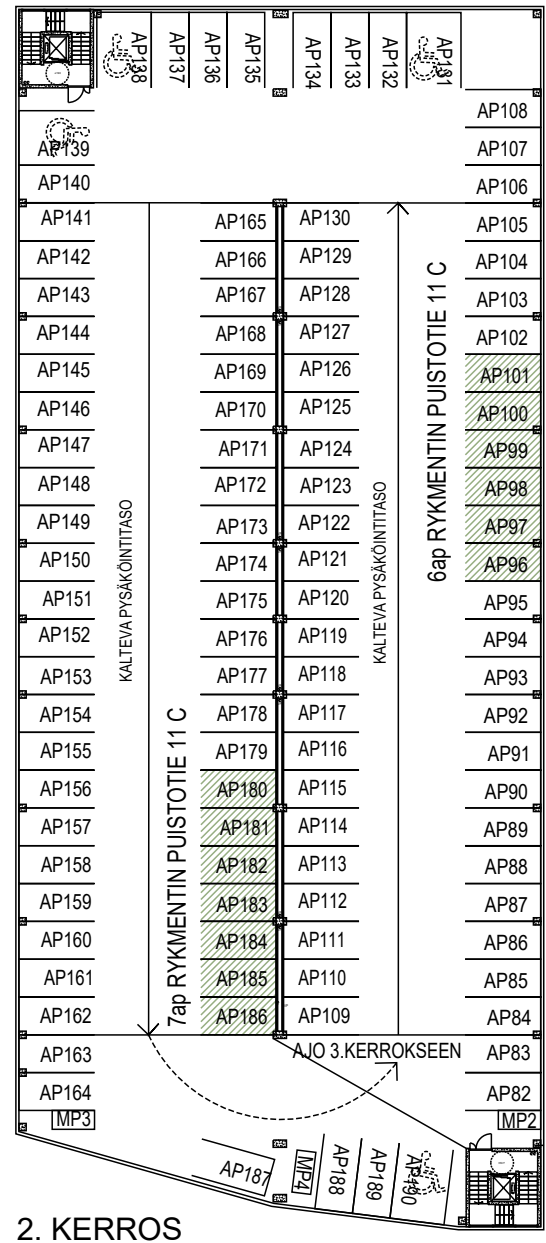 AP138 AP137 AP136 AP135 AP134 AP133 AP132 AP131
AP139
AP140
AP141
AP142
AP143
AP144
AP145
AP146
AP147
AP148
AP149
AP150
AP151
AP152
AP153
AP154
AP155
AP156
AP157
AP158
AP159
AP160
AP161
AP162
AP163
AP164
MP3
KALTEVA PYSÄKÖINTITASO
7ap RYKMENTIN PUISTOTIE 11 C
AP165
AP166
AP167
AP168
AP169
AP170
AP171
AP172
AP173
AP174
AP175
AP176
AP177
AP178
AP179
AP180
AP181
AP182
AP183
AP184
AP185
AP186
AP130
AP129
AP128
AP127
AP126
AP125
AP124
AP123
AP122
AP121
AP120
AP119
AP118
AP117
AP116
AP115
AP114
AP113
AP112
AP111
AP110
AP109
KALTEVA PYSÄKÖINTITASO
6ap RYKMENTIN PUISTOTIE 11 C
AP108
AP107
AP106
AP105
AP104
AP103
AP102
AP101
AP100
AP99
AP98
AP97
AP96
AP95
AP94
AP93
AP92
AP91
AP90
AP89
AP88
AP87
AP86
AP85
AP84
AP83
AP82
MP2
AJO 3.KERROKSEEN
AP187 MP4 AP188 AP189 AP190
2. KERROS